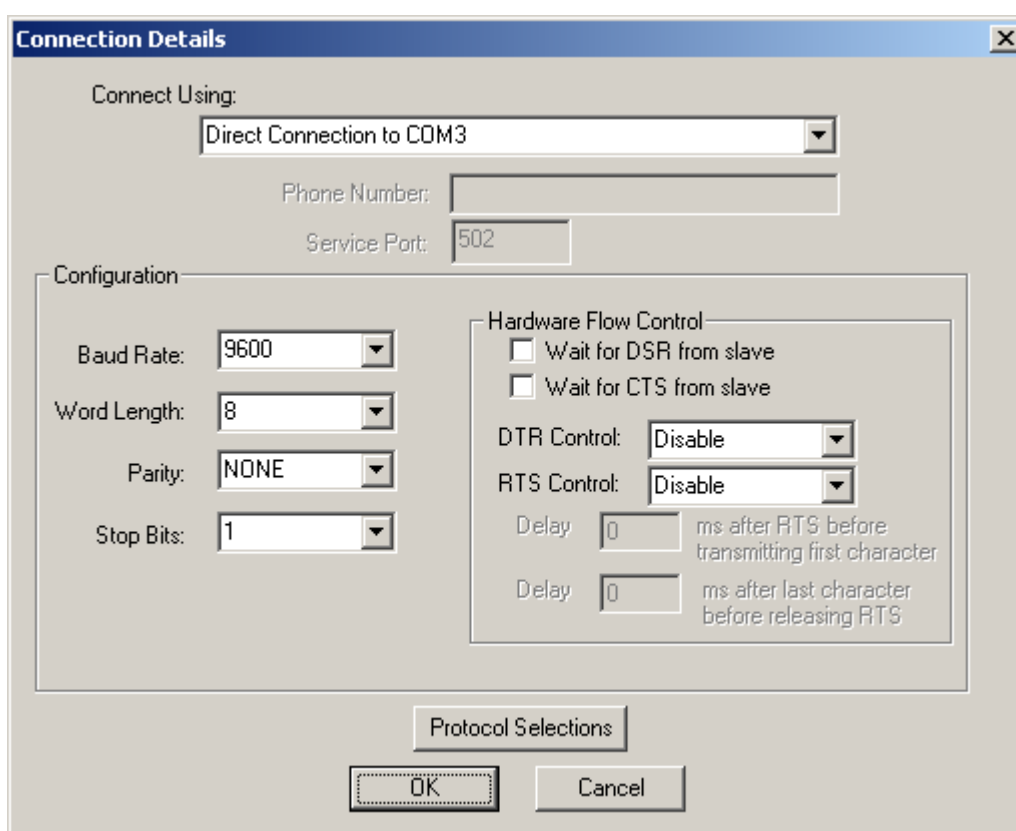 Connection Details
Connect Using:
Direct Connection to COM3
Phone Number:
Service Port: 502
Configuration
Baud Rate: 9600
Word Length: 8
Parity: NONE
Stop Bits: 1
Hardware Flow Control
Wait for DSR from slave
Wait for CTS from slave
DTR Control: Disable
RTS Control: Disable
Delay 0 ms after RTS before
transmitting first character
Delay 0 ms after last character
before releasing RTS
Protocol Selections
OK Cancel